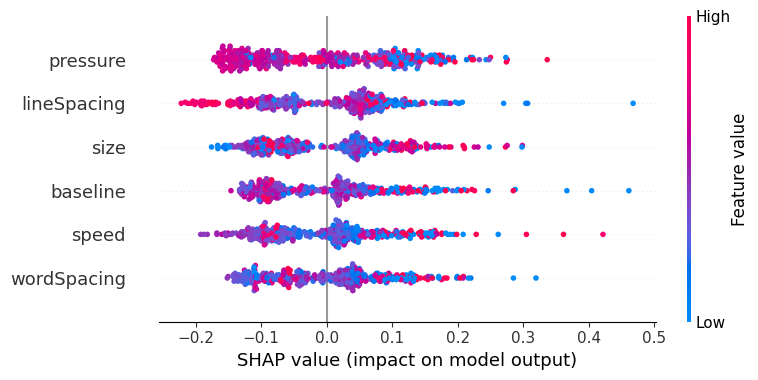 High
pressure
lineSpacing
size
baseline
speed
wordSpacing
Feature value
Low
−0.2 −0.1 0.0 0.1 0.2 0.3 0.4 0.5
SHAP value (impact on model output)